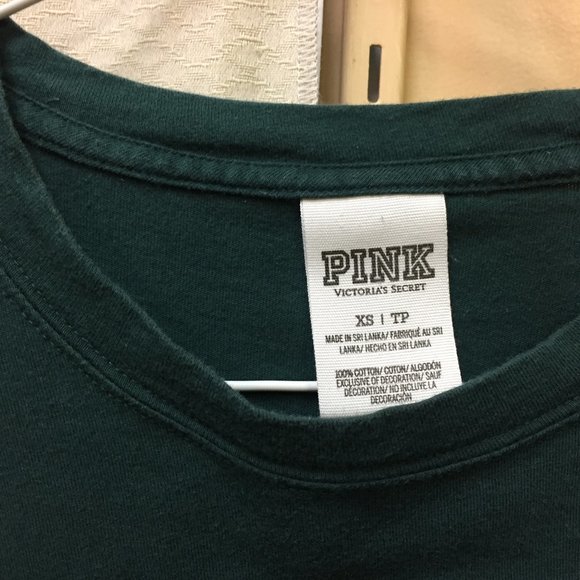 PINK
VICTORIA'S SECRET
XS | TP
MADE IN SRI LANKA/ FABRIQUÉ AU SRI
LANKA/ HECHO EN SRI LANKA
100% COTTON/ COTON/ ALGODÓN
EXCLUSIVE OF DECORATION/ SAUF
DÉCORATION/ NO INCLUYE LA
DECORACIÓN